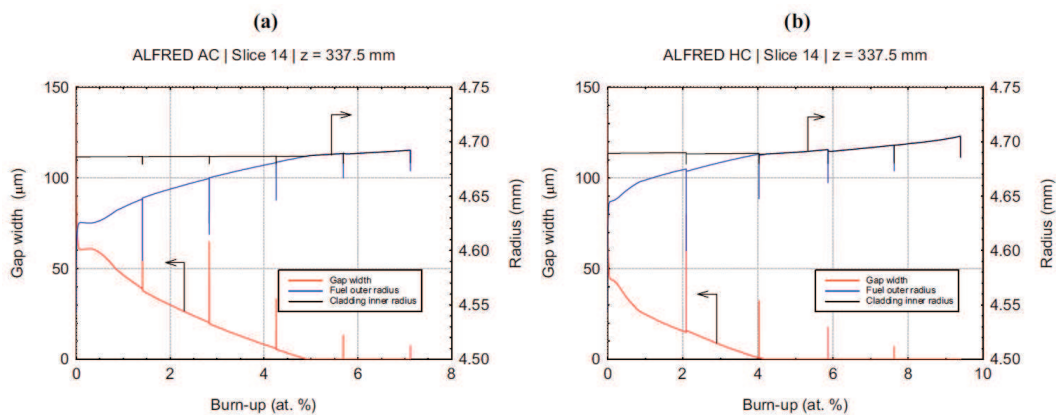 (a)
ALFRED AC | Slice 14 | z = 337.5 mm
150
100
50
0
Gap width (µm)
4.75
4.70
4.65
4.60
4.55
4.50
Radius (mm)
Gap width
Fuel outer radius
Cladding inner radius
0 2 4 6 8
Burn-up (at. %)
(b)
ALFRED HC | Slice 14 | z = 337.5 mm
150
100
50
0
Gap width (µm)
4.75
4.70
4.65
4.60
4.55
4.50
Radius (mm)
Gap width
Fuel outer radius
Cladding inner radius
0 2 4 6 8 10
Burn-up (at. %)